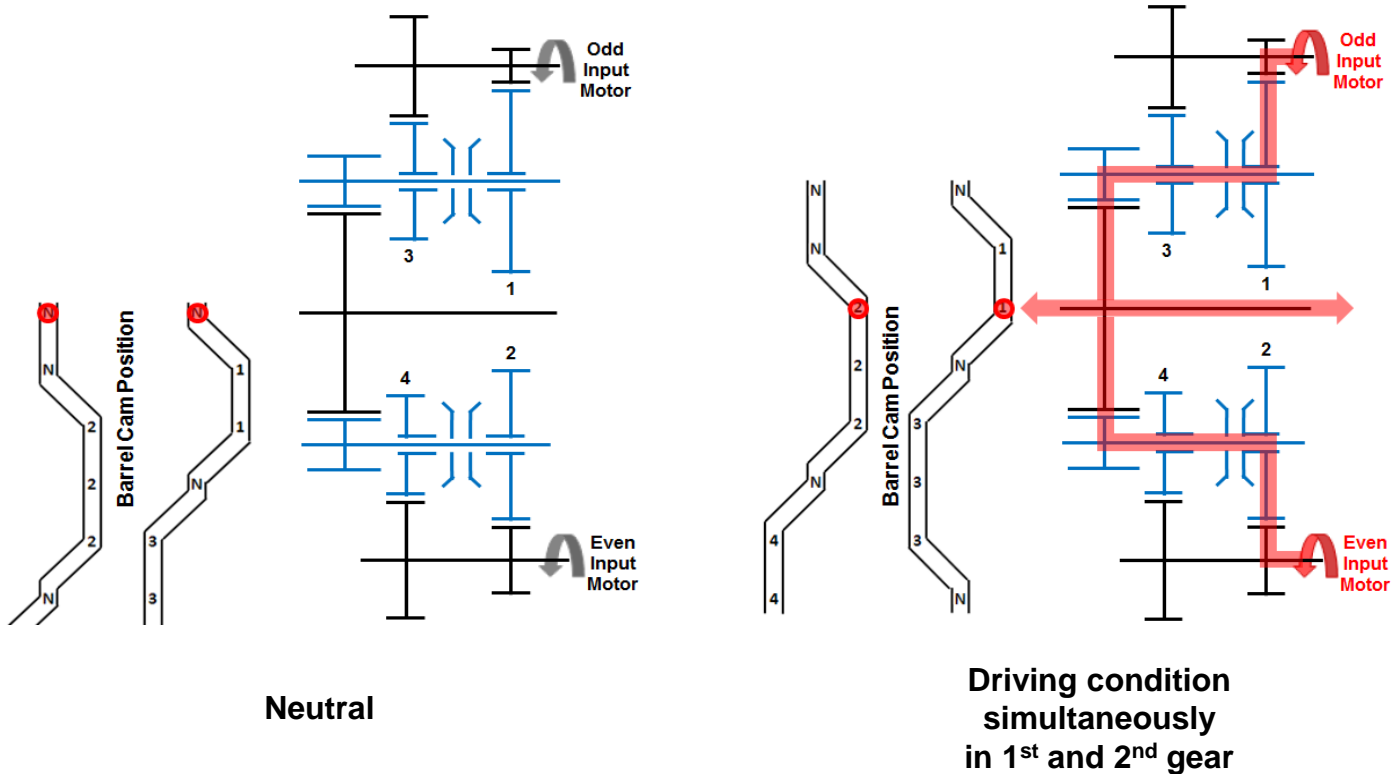 Odd
Input
Motor
3
1
N
N
N
1
2
1
2
N
2
3
N
3
Barrel Cam Position
2
4
Even
Input
Motor
Neutral
Odd
Input
Motor
3
1
N
N
N
1
2
1
2
N
2
3
N
3
4
3
4
N
Barrel Cam Position
2
4
Even
Input
Motor
Driving condition
simultaneously
in 1st and 2nd gear